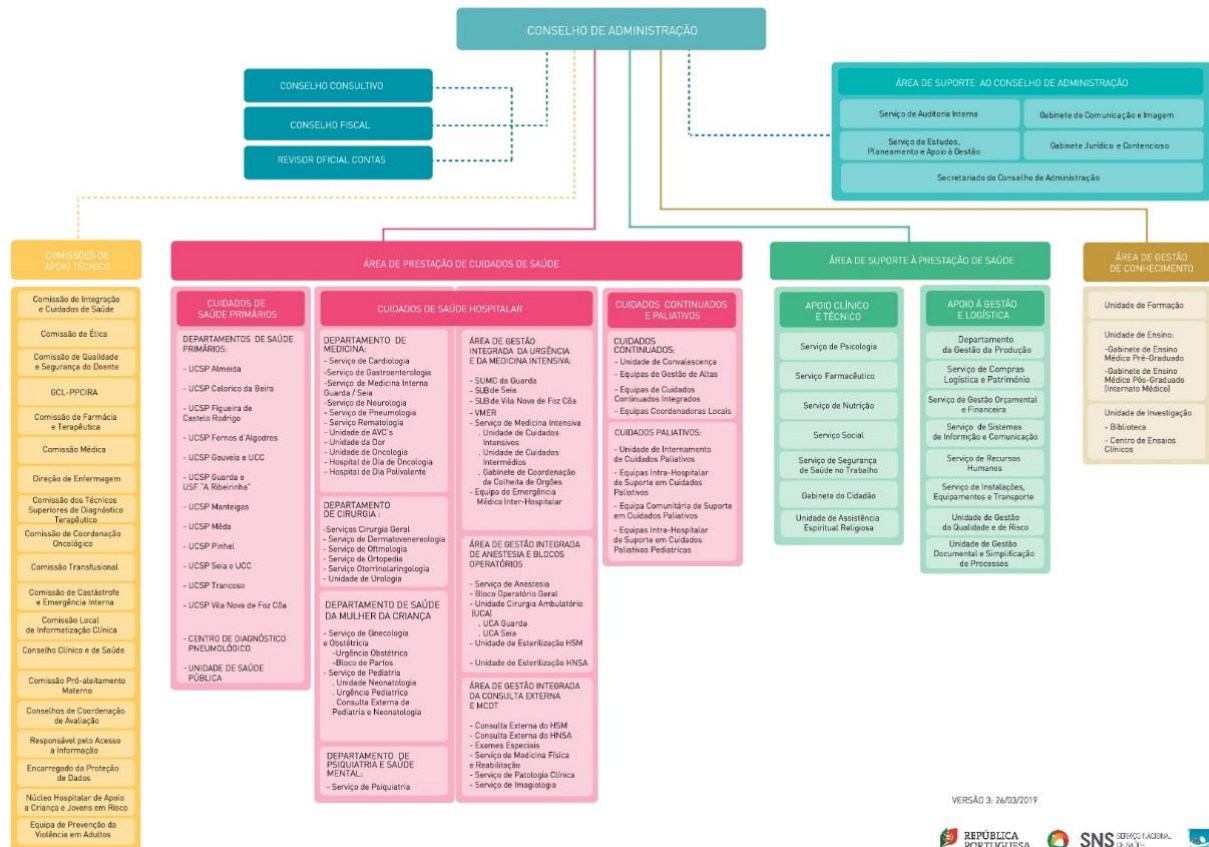 CONSELHO DE ADMINISTRAÇÃO
CONSELHO CONSULTIVO
CONSELHO FISCAL
REVISOR OFICIAL CONTAS
ÁREA DE SUPORTE AO CONSELHO DE ADMINISTRAÇÃO
Serviço de Auditoria Interna
Gabinete de Comunicação e Imagem
Serviço de Estudos,
Planeamento e Apoio à Gestão
Gabinete Jurídico e Contencioso
Secretariado do Conselho de Administração
COMISSÕES DE
APOIO TÉCNICO
Comissão de Integração
e Cuidados de Saúde
Comissão de Ética
Comissão de Qualidade
e Segurança do Doente
GCL-PPCIRA
Comissão de Farmácia
e Terapêutica
Comissão Médica
Direção de Enfermagem
Comissão dos Técnicos
Superiores de Diagnóstico
Terapêutico
Comissão de Coordenação
Oncológico
Comissão Transfusional
Comissão de Castástrofe
e Emergência Interna
Comissão Local
de Informatização Clínica
Conselho Clínico e de Saúde
Comissão Pró-aleitamento
Materno
Conselhos de Coordenação
de Avaliação
Responsável pelo Acesso
a Informação
Encarregado da Proteção
de Dados
Núcleo Hospitalar de Apoio
a Criança e Jovens em Risco
Equipa de Prevenção da
Violência em Adultos
ÁREA DE PRESTAÇÃO DE CUIDADOS DE SAÚDE
CUIDADOS DE
SAÚDE PRIMÁRIOS
DEPARTAMENTOS DE SAÚDE
PRIMÁRIOS:
- UCSP Almeida
- UCSP Celorico da Beira
- UCSP Figueira de
Castelo Rodrigo
- UCSP Fornos d'Algodres
- UCSP Gouveia e UCC
- UCSP Guarda e
USF "A Ribeirinha"
- UCSP Manteigas
- UCSP Mêda
- UCSP Pinhel
- UCSP Seia e UCC
- UCSP Trancoso
- UCSP Vila Nova de Foz Côa
- CENTRO DE DIAGNÓSTICO
PNEUMOLÓGICO
- UNIDADE DE SAÚDE
PÚBLICA
CUIDADOS DE SAÚDE HOSPITALAR
DEPARTAMENTO DE
MEDICINA:
- Serviço de Cardiologia
-Serviço de Gastroenterologia
-Serviço de Medicina Interna
Guarda / Seia
-Serviço de Neurologia
- Serviço de Pneumologia
- Serviço Rematologia
- Unidade de AVC's
- Unidade da Dor
- Unidade de Oncologia
- Hospital de Dia de Oncologia
- Hospital de Dia Polivalente
DEPARTAMENTO
DE CIRURGIA :
- Serviços Cirurgia Geral
- Serviço de Dermatovenereologia
- Serviço de Oftmologia
- Serviço de Ortopedia
- Serviço Otorrinolaringologia
- Unidade de Urologia
DEPARTAMENTO DE SAÚDE
DA MULHER DA CRIANÇA
- Serviço de Ginecologia
e Obstétricia
-Urgência Obstétrica
-Bloco de Partos
- Serviço de Pediatria
. Unidade Neonatologia
. Urgência Pediatrica
. Consulta Externa de
Pediatria e Neonatologia
DEPARTAMENTO DE
PSIQUIATRIA E SAÚDE
MENTAL:
- Serviço de Psiquiatria
ÁREA DE GESTÃO
INTEGRADA DA URGÊNCIA
E DA MEDICINA INTENSIVA:
- SUMC da Guarda
- SUB de Seia
- SUB de Vila Nova de Foz Côa
- VMER
- Serviço de Medicina Intensiva
. Unidade de Cuidados
Intensivos
. Unidade de Cuidados
Intermédios
. Gabinete de Coordenação
da Colheita de Orgões
- Equipa de Emergência
Médica Inter-Hospitalar
ÁREA DE GESTÃO INTEGRADA
DE ANESTESIA E BLOCOS
OPERATÓRIOS
- Serviço de Anestesia
- Bloco Operatório Geral
- Unidade Cirurgia Ambulatório
(UCA)
. UCA Guarda
. UCA Seia
- Unidade de Esterilização HSM
- Unidade de Esterilização HNSA
ÁREA DE GESTÃO INTEGRADA
DA CONSULTA EXTERNA
E MCDT
- Consulta Externa do HSM
- Consulta Externa do HNSA
- Exames Especiais
- Serviço de Medicina Física
e Reabilitação
- Serviço de Patologia Clínica
- Serviço de Imagiologia
CUIDADOS CONTINUADOS
E PALIATIVOS
CUIDADOS
CONTINUADOS:
- Unidade de Convalescença
- Equipas de Gestão de Altas
- Equipas de Cuidados
Continuados Integrados
- Equipas Coordenadoras Locais
CUIDADOS PALIATIVOS:
- Unidade de Internamento
de Cuidados Paliativos
- Equipas Intra-Hospitalar
de Suporte em Cuidados
Paliativos
- Equipa Comunitária de Suporte
em Cuidados Paliativos
- Equipas Intra-Hospitalar
de Suporte em Cuidados
Paliativos Pediatricos
ÁREA DE SUPORTE À PRESTAÇÃO DE SAÚDE
APOIO CLÍNICO
E TÉCNICO
Serviço de Psicologia
Serviço Farmacêutico
Serviço de Nutrição
Serviço Social
Serviço de Segurança
de Saúde no Trabalho
Gabinete do Cidadão
Unidade de Assistência
Espiritual Religiosa
APOIO À GESTÃO
E LOGÍSTICA
Departamento
da Gestão da Produção
Serviço de Compras
Logística e Património
Serviço de Gestão Orçamental
e Financeira
Serviço de Sistemas
de Informção e Comunicação
Serviço de Recursos
Humanos
Serviço de Instalações,
Equipamentos e Transporte
Unidade de Gestão
da Qualidade e de Risco
Unidade de Gestão
Documental e Simplificação
de Processos
ÁREA DE GESTÃO
DE CONHECIMENTO
Unidade de Formação
Unidade de Ensino:
-Gabinete de Ensino
Médico Pré-Graduado
-Gabinete de Ensino
Médico Pós-Graduado
(Internato Médico)
Unidade de Investigação
- Biblioteca
- Centro de Ensaios
Clínicos
VERSÃO 3: 26/03/2019
REPÚBLICA
PORTUGUESA
SNS SERVIÇO NACIONAL
DE SAÚDE